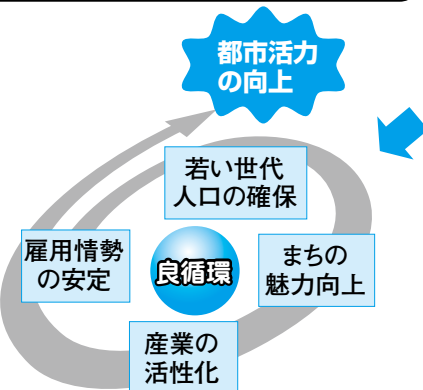 都市活力
の向上
若い世代
人口の確保
雇用情勢
の安定
良循環
まちの
魅力向上
産業の
活性化